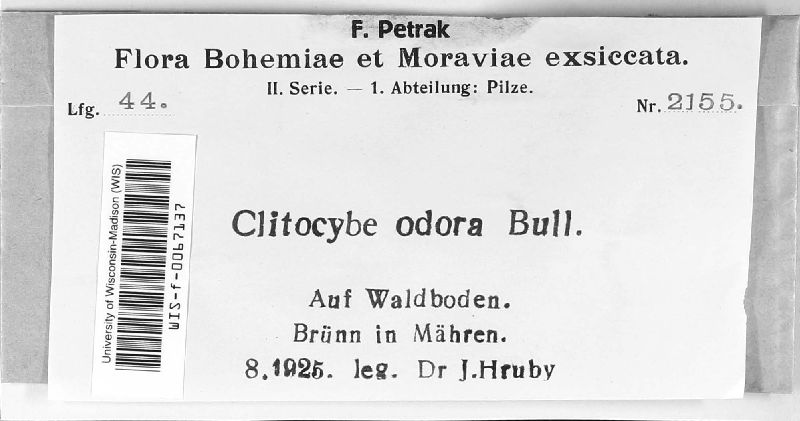 F. Petrak
Flora Bohemiae et Moraviae exsiccata.
II. Serie. — 1. Abteilung: Pilze.
Lfg. 44.
Nr. 2155.
University of Wisconsin-Madison (WIS)
WIS-f-0067137
Clitocybe odora Bull.
Auf Waldboden.
Brünn in Mähren.
8.1925. leg. Dr J.Hruby